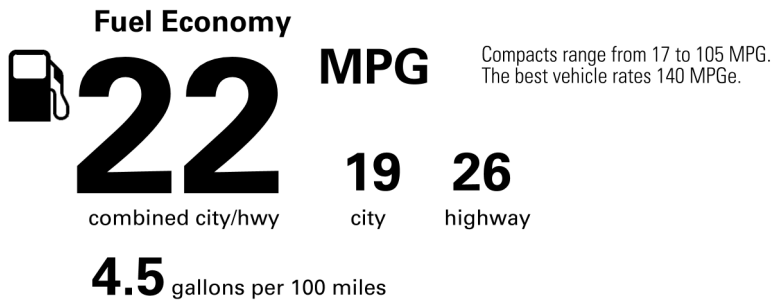 Fuel Economy
22 MPG
Compacts range from 17 to 105 MPG.
The best vehicle rates 140 MPGe.
combined city/hwy
19
city
26
highway
4.5 gallons per 100 miles